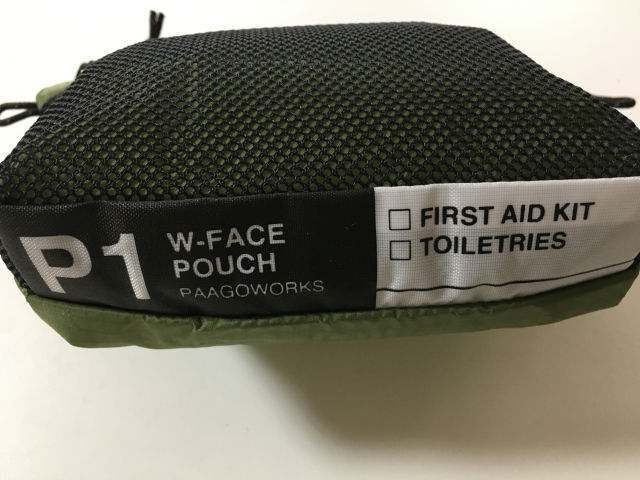 P1
W-FACE
POUCH
PAAGOWORKS
FIRST AID KIT
TOILETRIES